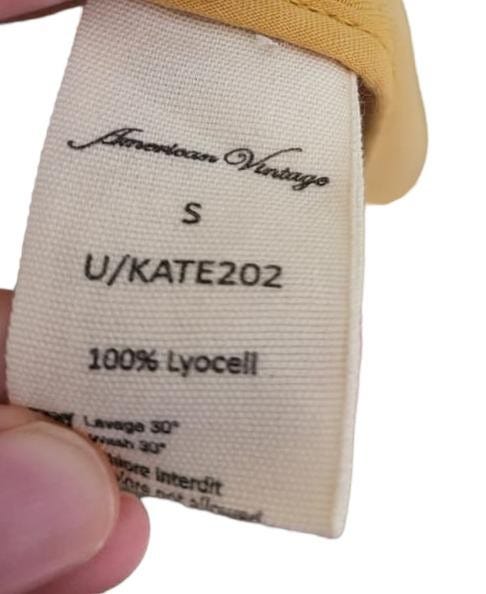 American Vintage
S
U/KATE202
100% Lyocell
Lavage 30°
Wash 30°
interdit
not allowed